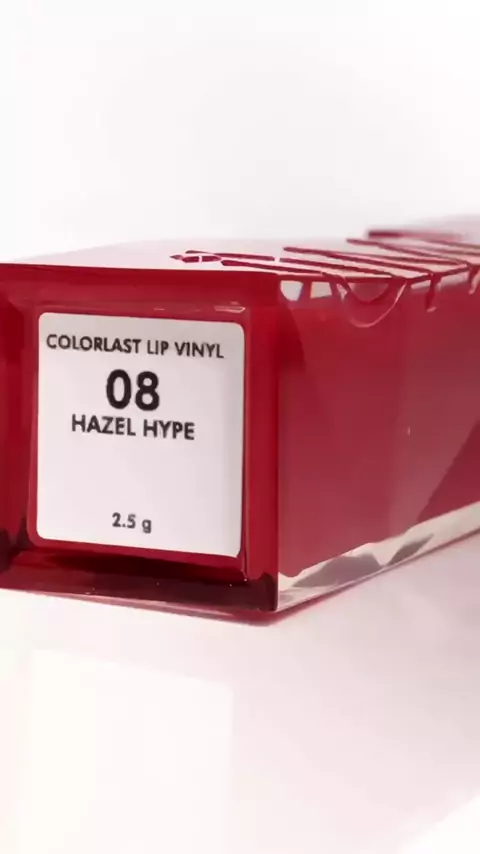 COLORLAST LIP VINYL
08
HAZEL HYPE
2.5 g